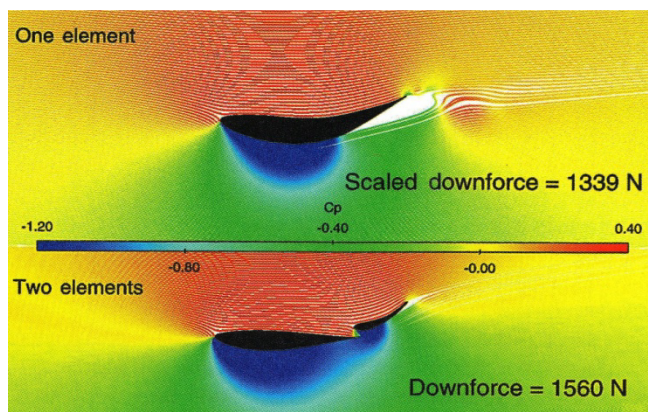 One element
Scaled downforce = 1339 N
Cp
-1.20
-0.40
0.40
-0.80
-0.00
Two elements
Downforce = 1560 N